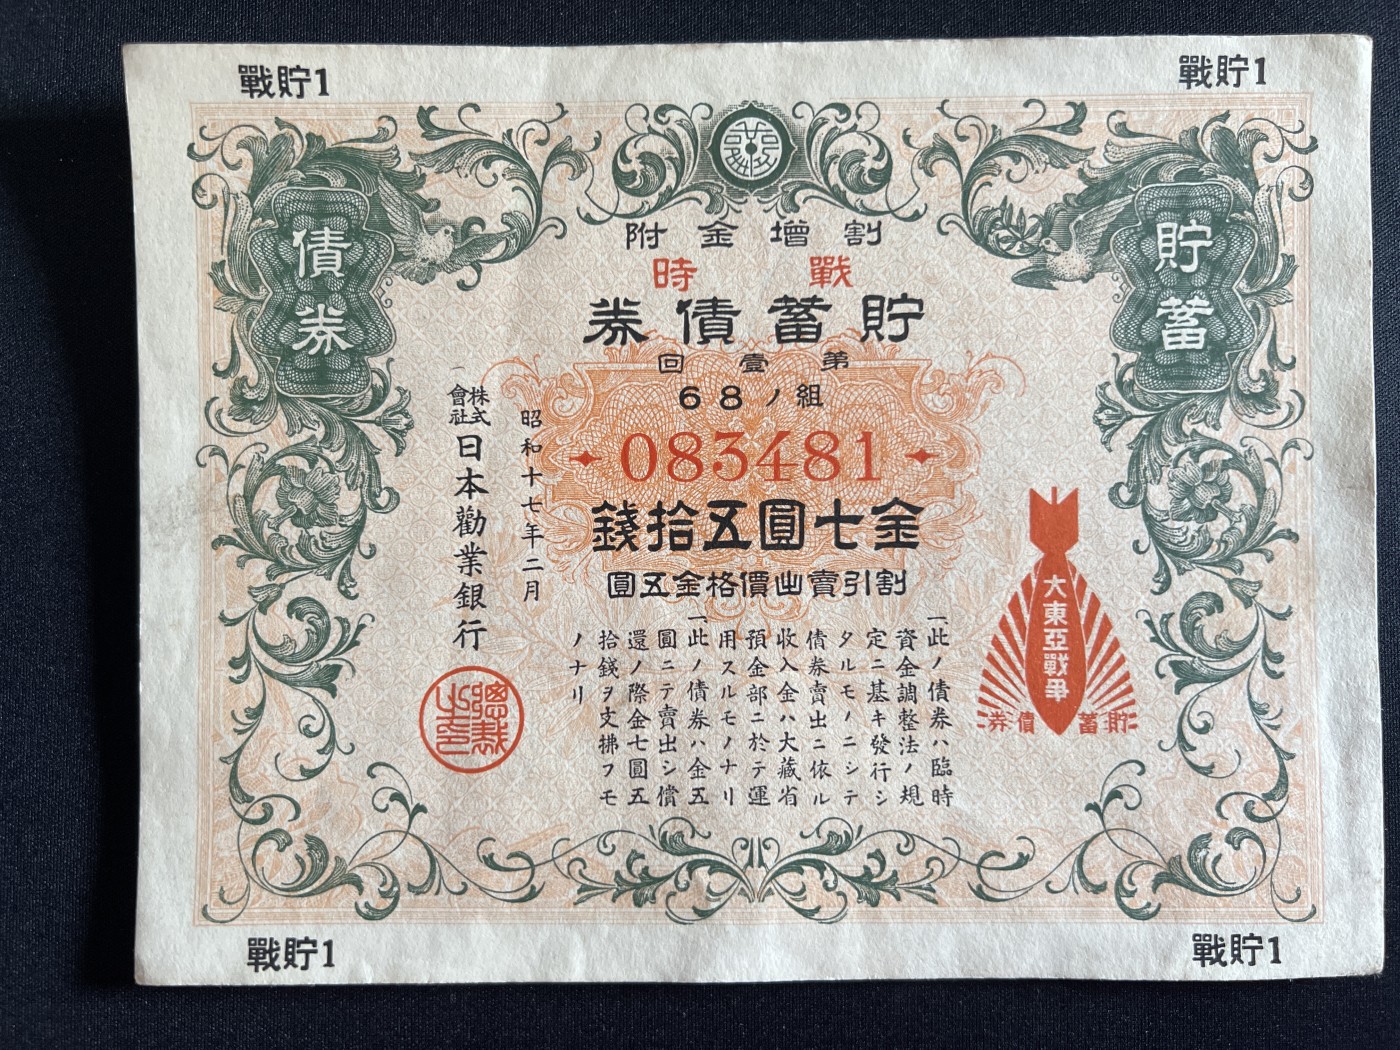 戰貯1
戰貯1
貯蓄
債券
割增金附
戰時
貯蓄債券
第壹回
68ノ組
083481
金七圓五拾錢
割引賣出價格金五圓
一、此ノ債券ハ臨時
資金調整法ノ規
定ニ基キ發行シ
タルモノニシテ
債券賣出ニ依ル
收入金ハ大藏省
預金部ニ於テ運
用スルモノナリ
一、此ノ債券ハ金五
圓ニテ賣出シ償
還ノ際金七圓五
拾錢ヲ支拂フモ
ノナリ
昭和十七年二月
株式會社日本勸業銀行
總裁之印
大東亞戰爭
貯蓄債券
戰貯1
戰貯1